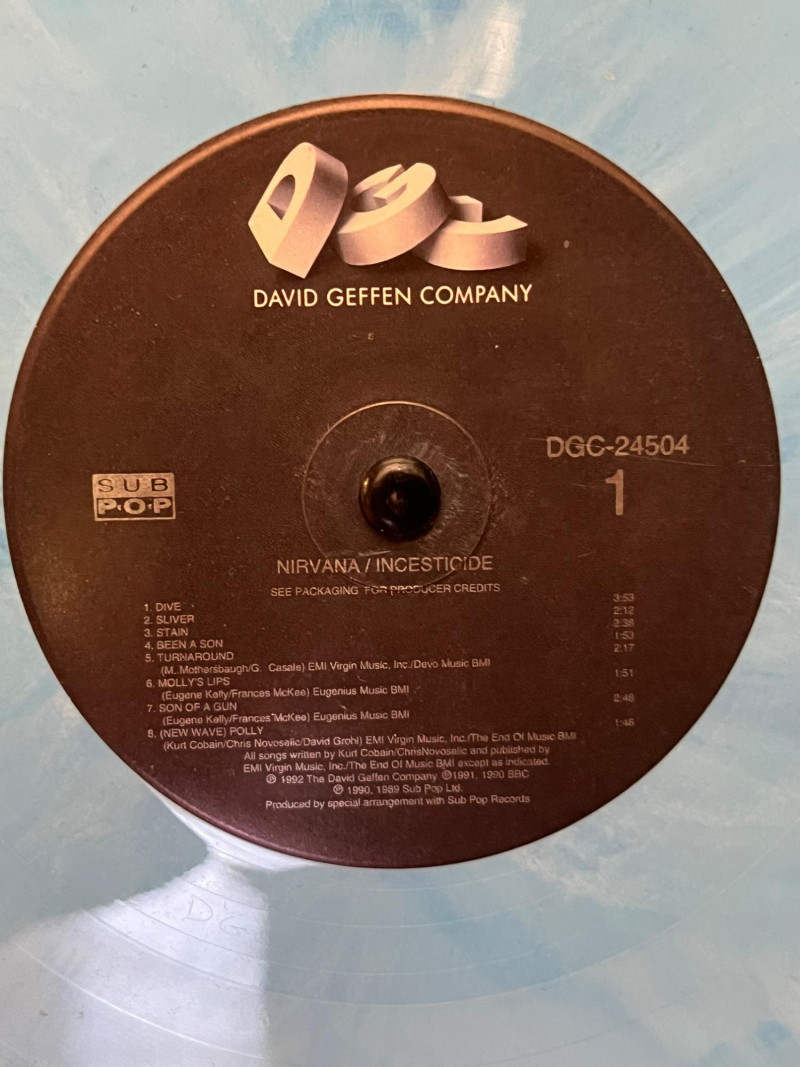 DGC
DAVID GEFFEN COMPANY
DGC-24504
1
SUB
POP
NIRVANA / INCESTICIDE
SEE PACKAGING FOR PRODUCER CREDITS
1. DIVE 3:53
2. SLIVER 2:12
3. STAIN 2:38
4. BEEN A SON 1:53
5. TURNAROUND 2:17
(M. Mothersbaugh/G. Casale) EMI Virgin Music, Inc./Devo Music BMI
6. MOLLY'S LIPS 1:51
(Eugene Kelly/Frances McKee) Eugenius Music BMI
7. SON OF A GUN 2:48
(Eugene Kelly/Frances McKee) Eugenius Music BMI
8. (NEW WAVE) POLLY 1:46
(Kurt Cobain/Chris Novoselic/David Grohl) EMI Virgin Music, Inc./The End Of Music BMI
All songs written by Kurt Cobain/ChrisNovoselic and published by
EMI Virgin Music, Inc./The End Of Music BMI except as indicated.
℗ 1992 The David Geffen Company ℗1991, 1990 BBC
℗ 1990, 1989 Sub Pop Ltd.
Produced by special arrangement with Sub Pop Records
DG